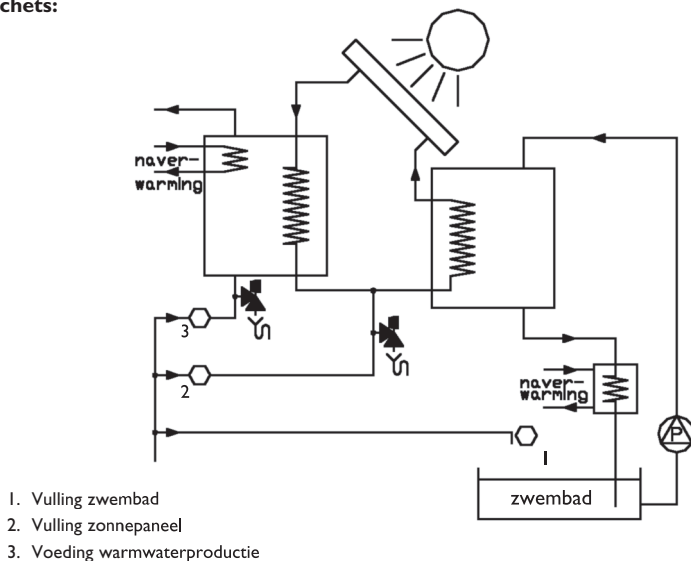 chets:
naver-
warming
3
2
naver-
warming
P
1
zwembad
1. Vulling zwembad
2. Vulling zonnepaneel
3. Voeding warmwaterproductie